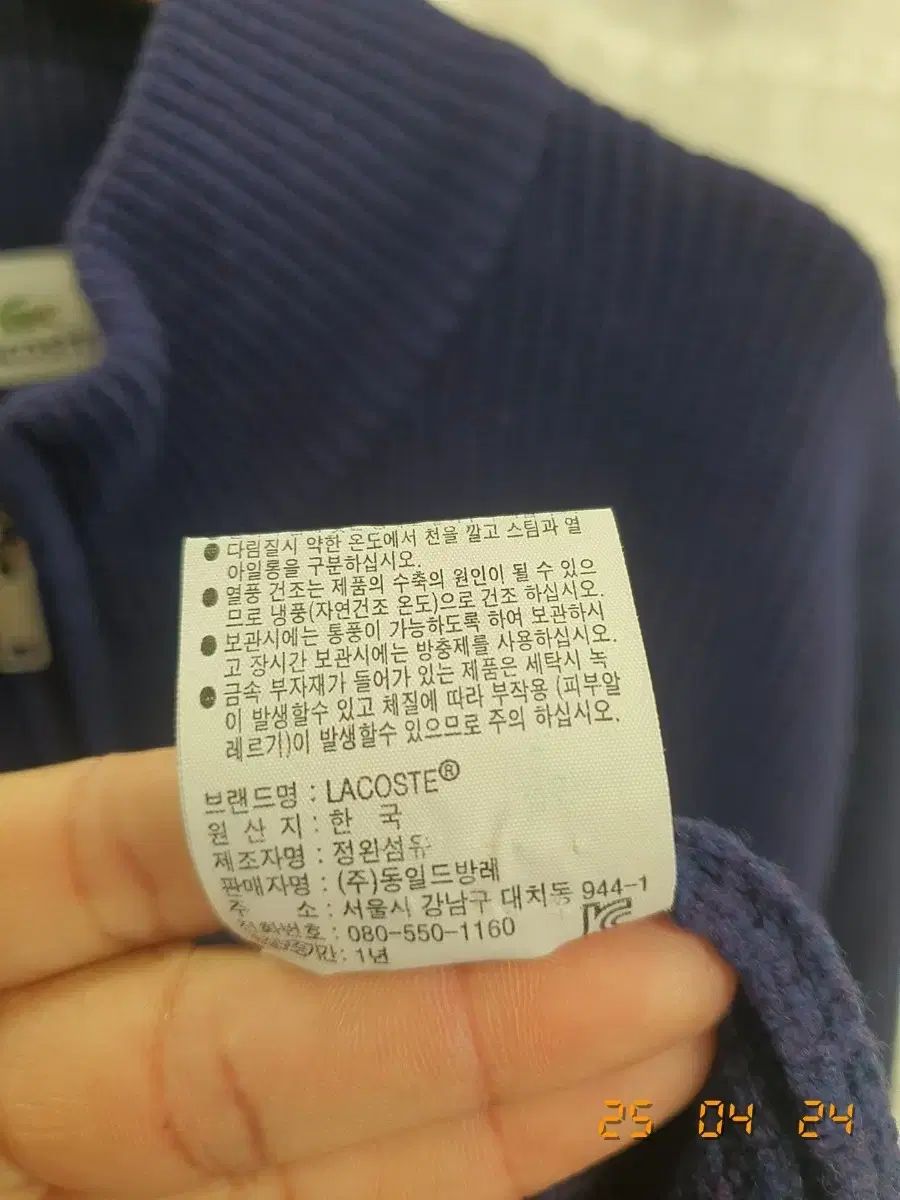 다림질시 약한 온도에서 천을 깔고 스팀과 열
아일롱을 구분하십시오.
열풍 건조는 제품의 수축의 원인이 될 수 있으
므로 냉풍(자연건조 온도)으로 건조 하십시오.
보관시에는 통풍이 가능하도록 하여 보관하시
고 장시간 보관시에는 방충제를 사용하십시오.
금속 부자재가 들어가 있는 제품은 세탁시 녹
이 발생할수 있고 체질에 따라 부작용 (피부알
레르기)이 발생할수 있으므로 주의 하십시오.
브랜드명 : LACOSTE®
원 산 지 : 한 국
제조자명 : 정왼섬유
판매자명 : (주)동일드방레
주 소 : 서울시 강남구 대치동 944-1
전화번호 : 080-550-1160
: 1년
25 04 24